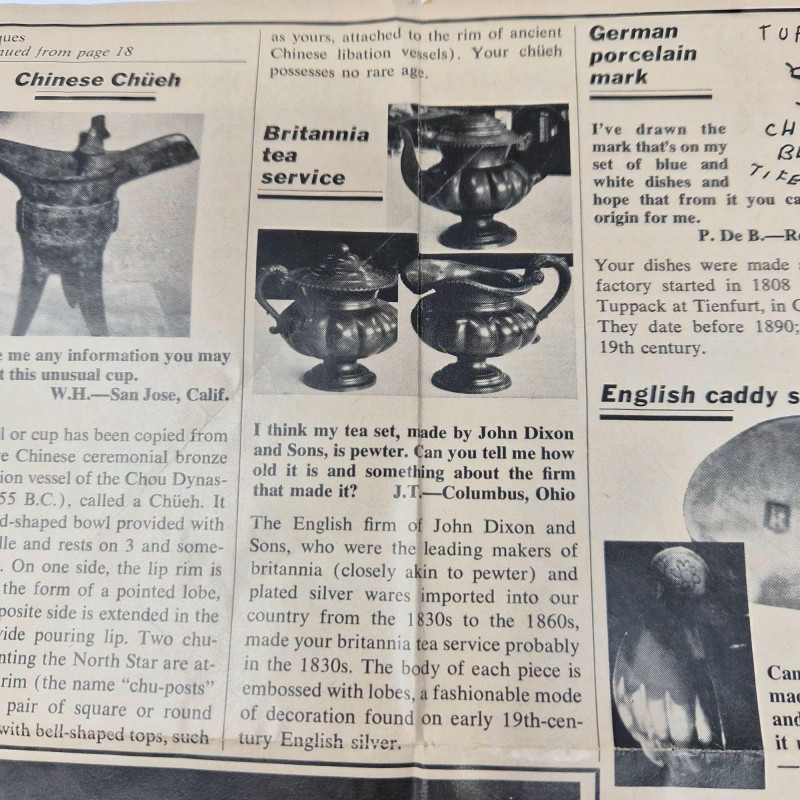 ques
nued from page 18
Chinese Chüeh
e me any information you may
t this unusual cup.
W.H.—San Jose, Calif.
l or cup has been copied from
e Chinese ceremonial bronze
ion vessel of the Chou Dynas-
55 B.C.), called a Chüeh. It
d-shaped bowl provided with
lle and rests on 3 and some-
. On one side, the lip rim is
the form of a pointed lobe,
posite side is extended in the
vide pouring lip. Two chu-
nting the North Star are at-
rim (the name "chu-posts"
pair of square or round
with bell-shaped tops, such
as yours, attached to the rim of ancient
Chinese libation vessels). Your chüeh
possesses no rare age.
Britannia
tea
service
I think my tea set, made by John Dixon
and Sons, is pewter. Can you tell me how
old it is and something about the firm
that made it? J.T.—Columbus, Ohio
The English firm of John Dixon and
Sons, who were the leading makers of
britannia (closely akin to pewter) and
plated silver wares imported into our
country from the 1830s to the 1860s,
made your britannia tea service probably
in the 1830s. The body of each piece is
embossed with lobes, a fashionable mode
of decoration found on early 19th-cen-
tury English silver.
German
porcelain
mark
TUP
CH
BL
TIFE
I've drawn the
mark that's on my
set of blue and
white dishes and
hope that from it you ca
origin for me.
P. De B.—R
Your dishes were made
factory started in 1808
Tuppack at Tienfurt, in G
They date before 1890;
19th century.
English caddy s
R
Can
mad
and
it